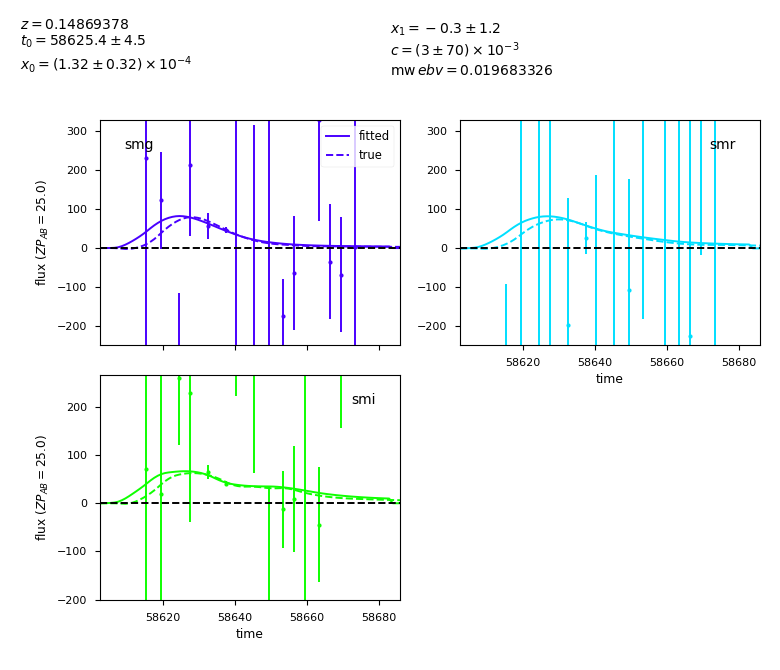 z = 0.14869378
t₀ = 58625.4 ± 4.5
x₀ = (1.32 ± 0.32) × 10⁻⁴
x₁ = −0.3 ± 1.2
c = (3 ± 70) × 10⁻³
mw ebv = 0.019683326
300
200
100
0
−100
−200
flux (ZP_AB = 25.0)
smg
fitted
true
300
200
100
0
−100
−200
smr
58620 58640 58660 58680
time
200
100
0
−100
−200
flux (ZP_AB = 25.0)
smi
58620 58640 58660 58680
time